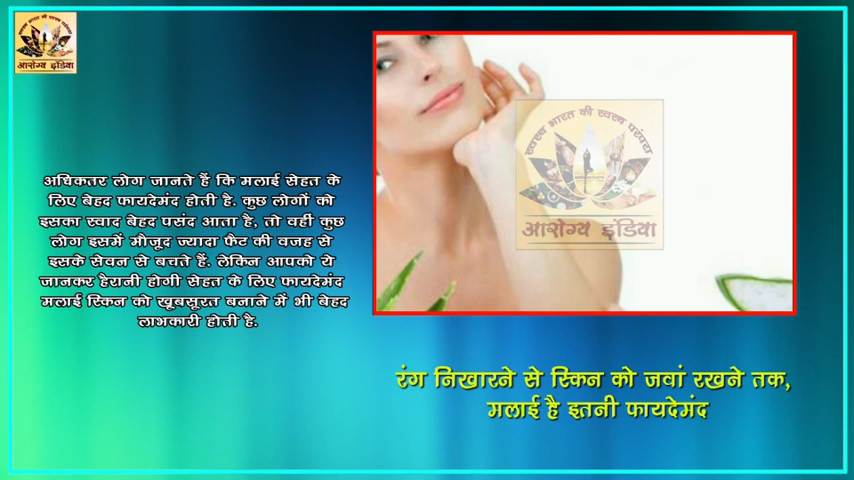 आरोग्य इंडिया
अधिकतर लोग जानते हैं कि मलाई सेहत के
लिए बेहद फायदेमंद होती है. कुछ लोगों को
इसका स्वाद बेहद पसंद आता है, तो वहीं कुछ
लोग इसमें मौजूद ज्यादा फैट की वजह से
इसके सेवन से बचते हैं. लेकिन आपको ये
जानकर हैरानी होगी सेहत के लिए फायदेमंद
मलाई स्किन को खूबसूरत बनाने में भी बेहद
लाभकारी होती है.
स्वस्थ भारत की स्वस्थ परंपरा
आरोग्य इंडिया
रंग निखारने से स्किन को जवां रखने तक,
मलाई है इतनी फायदेमंद